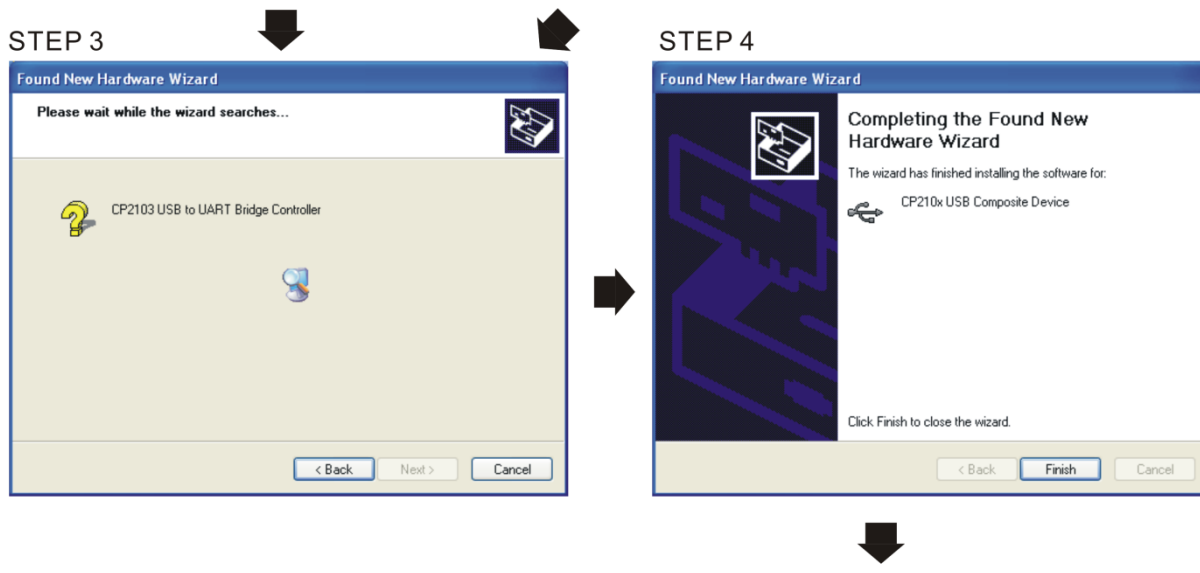 STEP 3
Found New Hardware Wizard
Please wait while the wizard searches...
CP2103 USB to UART Bridge Controller
< Back
Next >
Cancel
STEP 4
Found New Hardware Wizard
Completing the Found New
Hardware Wizard
The wizard has finished installing the software for:
CP210x USB Composite Device
Click Finish to close the wizard.
< Back
Finish
Cancel